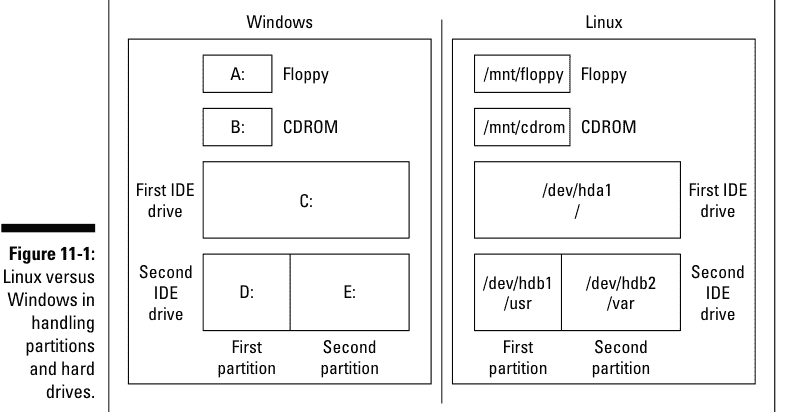 Windows
Linux
A:
Floppy
B:
CDROM
First IDE
drive
C:
Second
IDE
drive
D:
E:
First
partition
Second
partition
/mnt/floppy
Floppy
/mnt/cdrom
CDROM
/dev/hda1
/
First IDE
drive
/dev/hdb1
/usr
/dev/hdb2
/var
Second
IDE
drive
First
partition
Second
partition
Figure 11-1:
Linux versus
Windows in
handling
partitions
and hard
drives.